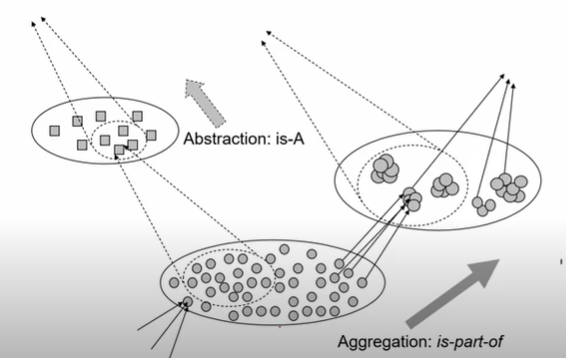 Abstraction: is-A
Aggregation: is-part-of